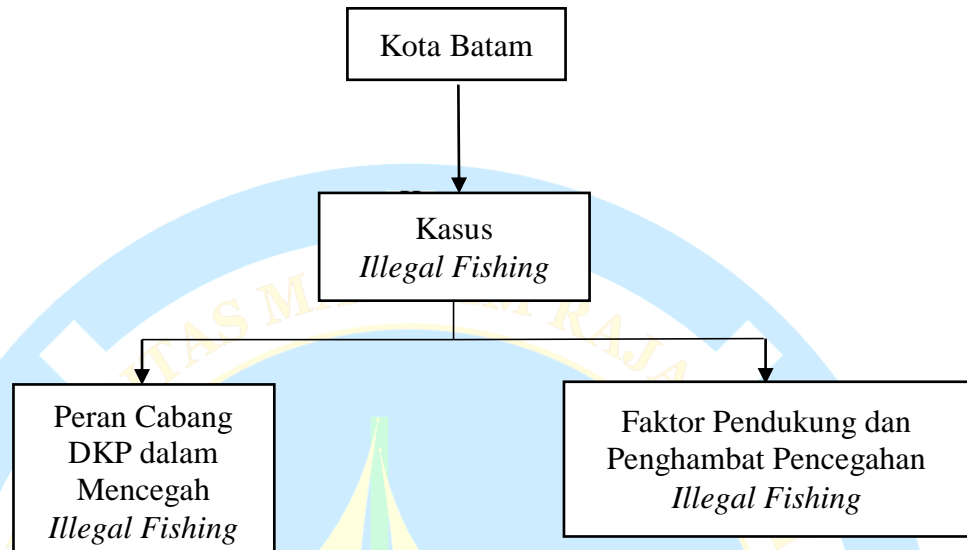 Kota Batam
Kasus
Illegal Fishing
Peran Cabang
DKP dalam
Mencegah
Illegal Fishing
Faktor Pendukung dan
Penghambat Pencegahan
Illegal Fishing